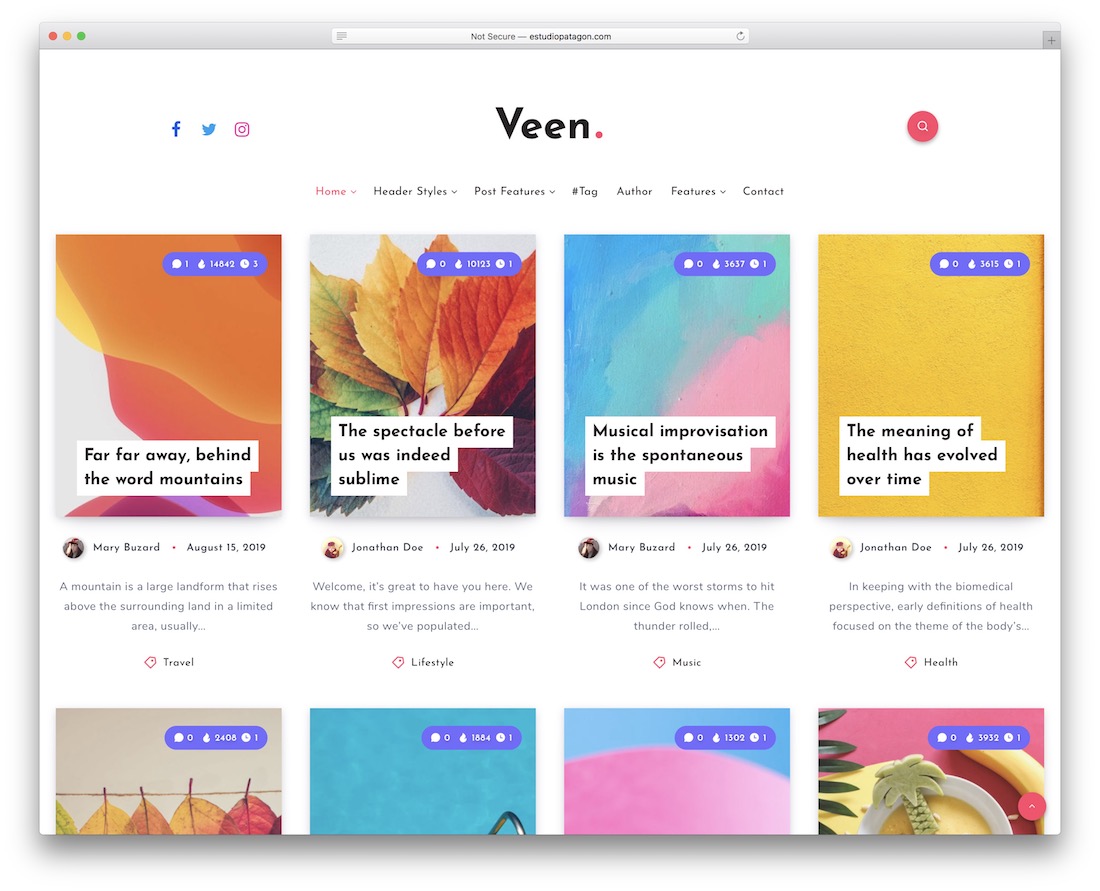 Not Secure — estudiopatagon.com
Veen.
Home Header Styles Post Features #Tag Author Features Contact
1 14842 3
0 10123 1
0 3637 1
0 3615 1
Far far away, behind
the word mountains
The spectacle before
us was indeed
sublime
Musical improvisation
is the spontaneous
music
The meaning of
health has evolved
over time
Mary Buzard • August 15, 2019
Jonathan Doe • July 26, 2019
Mary Buzard • July 26, 2019
Jonathan Doe • July 26, 2019
A mountain is a large landform that rises
above the surrounding land in a limited
area, usually...
Welcome, it's great to have you here. We
know that first impressions are important,
so we've populated...
It was one of the worst storms to hit
London since God knows when. The
thunder rolled,...
In keeping with the biomedical
perspective, early definitions of health
focused on the theme of the body's...
Travel
Lifestyle
Music
Health
0 2408 1
0 1884 1
0 1302 1
0 3932 1